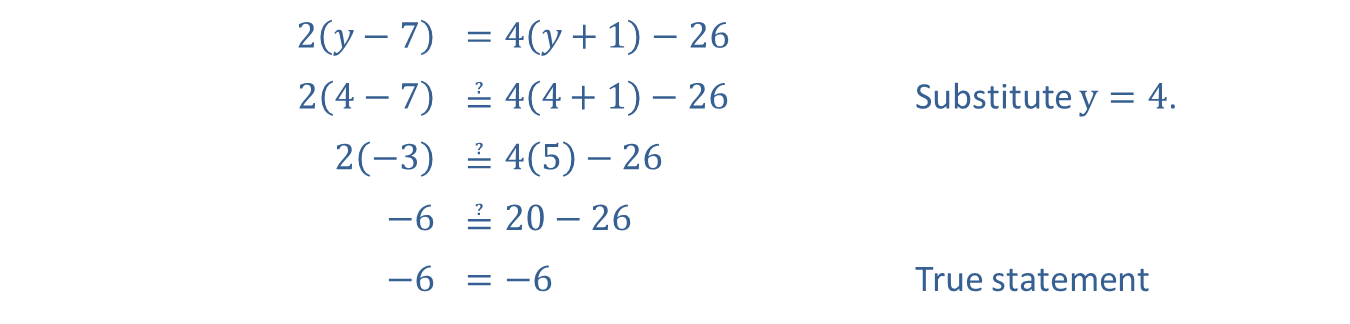 2(y − 7) = 4(y + 1) − 26
2(4 − 7) ≟ 4(4 + 1) − 26 Substitute y = 4.
2(−3) ≟ 4(5) − 26
−6 ≟ 20 − 26
−6 = −6 True statement